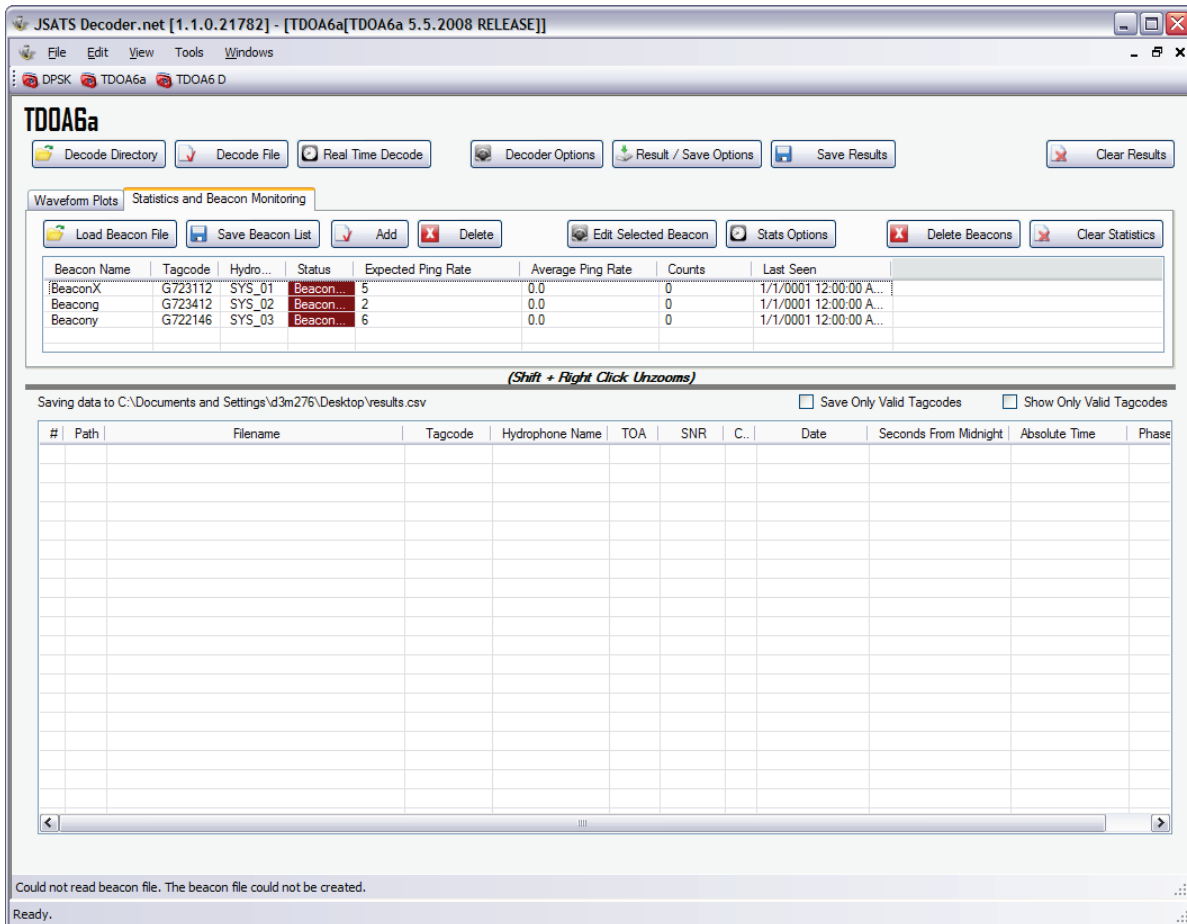 JSATS Decoder.net [1.1.0.21782] - [TDOA6a[TDOA6a 5.5.2008 RELEASE]]
File Edit View Tools Windows
DPSK TDOA6a TDOA6 D
TDOA6a
Decode Directory Decode File Real Time Decode Decoder Options Result / Save Options Save Results Clear Results
Waveform Plots Statistics and Beacon Monitoring
Load Beacon File Save Beacon List Add Delete Edit Selected Beacon Stats Options Delete Beacons Clear Statistics
Beacon Name Tagcode Hydro... Status Expected Ping Rate Average Ping Rate Counts Last Seen
BeaconX G723112 SYS_01 Beacon... 5 0.0 0 1/1/0001 12:00:00 A...
Beacong G723412 SYS_02 Beacon... 2 0.0 0 1/1/0001 12:00:00 A...
Beacony G722146 SYS_03 Beacon... 6 0.0 0 1/1/0001 12:00:00 A...
(Shift + Right Click Unzooms)
Saving data to C:\Documents and Settings\d3m276\Desktop\results.csv Save Only Valid Tagcodes Show Only Valid Tagcodes
# Path Filename Tagcode Hydrophone Name TOA SNR C... Date Seconds From Midnight Absolute Time Phase
Could not read beacon file. The beacon file could not be created.
Ready.